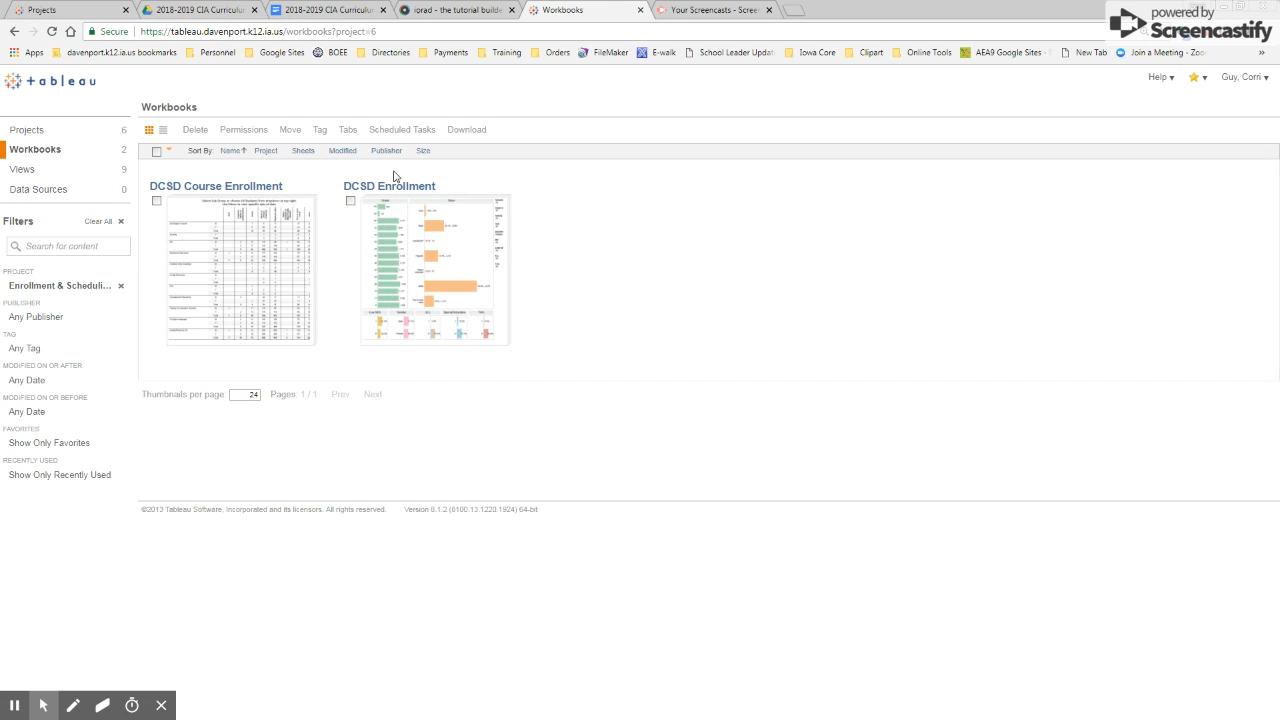 Projects
2018-2019 CIA Curriculu
2018-2019 CIA Curriculu
iorad - the tutorial builde
Workbooks
Your Screencasts - Screen
powered by
Screencastify
Secure
https://tableau.davenport.k12.ia.us/workbooks?project=6
Apps
davenport.k12.ia.us bookmarks
Personnel
Google Sites
BOEE
Directories
Payments
Training
Orders
FileMaker
E-walk
School Leader Updat
Iowa Core
Clipart
Online Tools
AEA9 Google Sites -
New Tab
Join a Meeting - Zoo
+ableau
Help
Guy, Corri
Workbooks
Projects 6
Workbooks 2
Views 9
Data Sources 0
Delete Permissions Move Tag Tabs Scheduled Tasks Download
Sort By: Name Project Sheets Modified Publisher Size
DCSD Course Enrollment
DCSD Enrollment
Filters
Clear All
Search for content
PROJECT
Enrollment & Scheduli...
PUBLISHER
Any Publisher
TAG
Any Tag
MODIFIED ON OR AFTER
Any Date
MODIFIED ON OR BEFORE
Any Date
FAVORITES
Show Only Favorites
RECENTLY USED
Show Only Recently Used
Thumbnails per page 24 Pages: 1 / 1 Prev Next
©2013 Tableau Software, Incorporated and its licensors. All rights reserved. Version 8.1.2 (8100.13.1220.1924) 64-bit